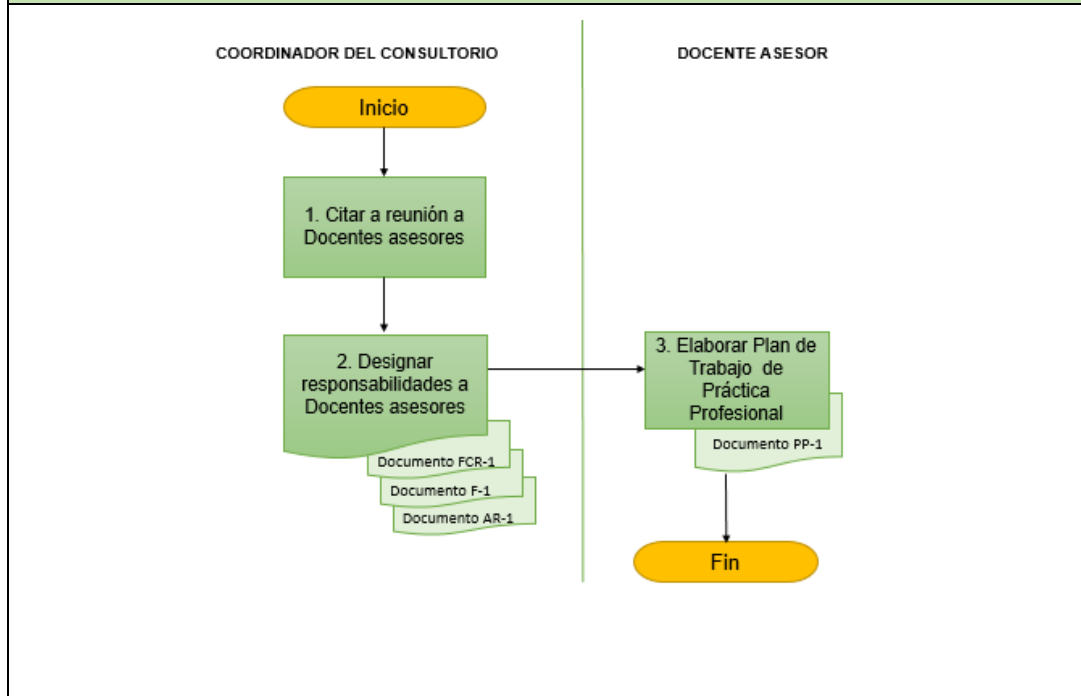 COORDINADOR DEL CONSULTORIO
DOCENTE ASESOR
Inicio
1. Citar a reunión a
Docentes asesores
2. Designar
responsabilidades a
Docentes asesores
Documento FCR-1
Documento F-1
Documento AR-1
3. Elaborar Plan de
Trabajo de
Práctica
Profesional
Documento PP-1
Fin